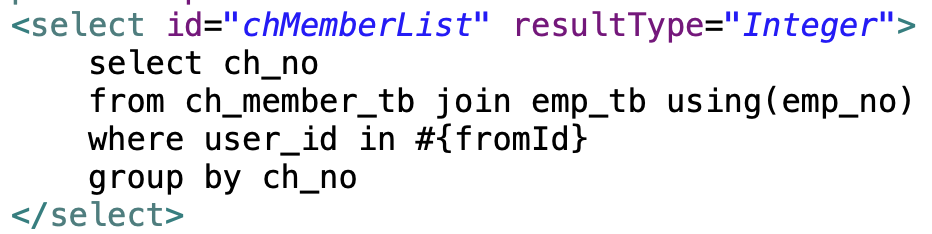 <select id="chMemberList" resultType="Integer">
select ch_no
from ch_member_tb join emp_tb using(emp_no)
where user_id in #{fromId}
group by ch_no
</select>